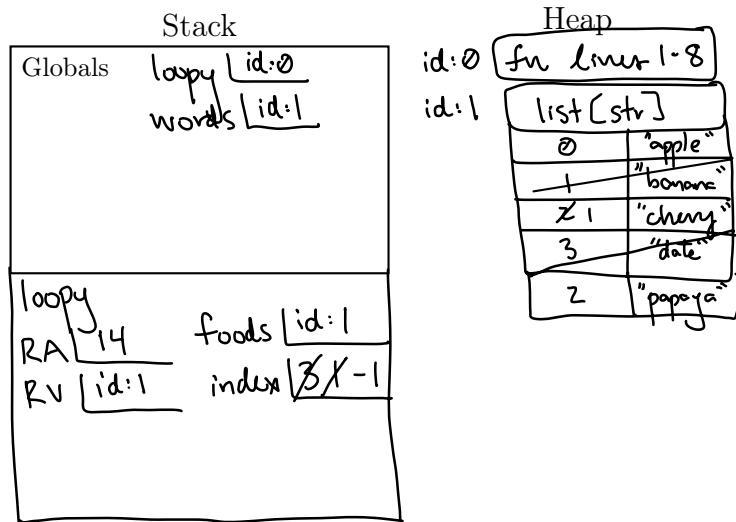 Stack
Heap
Globals
loopy id:0
words id:1
id:0 fn lines 1-8
id:1 list[str]
0 "apple"
1 "banana"
2 1 "cherry"
3 "date"
2 "papaya"
loopy
RA 14
RV id:1
foods id:1
index 3 1 -1